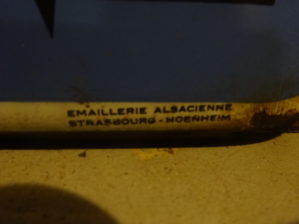 EMAILLERIE ALSACIENNE
STRASBOURG - HOENHEIM